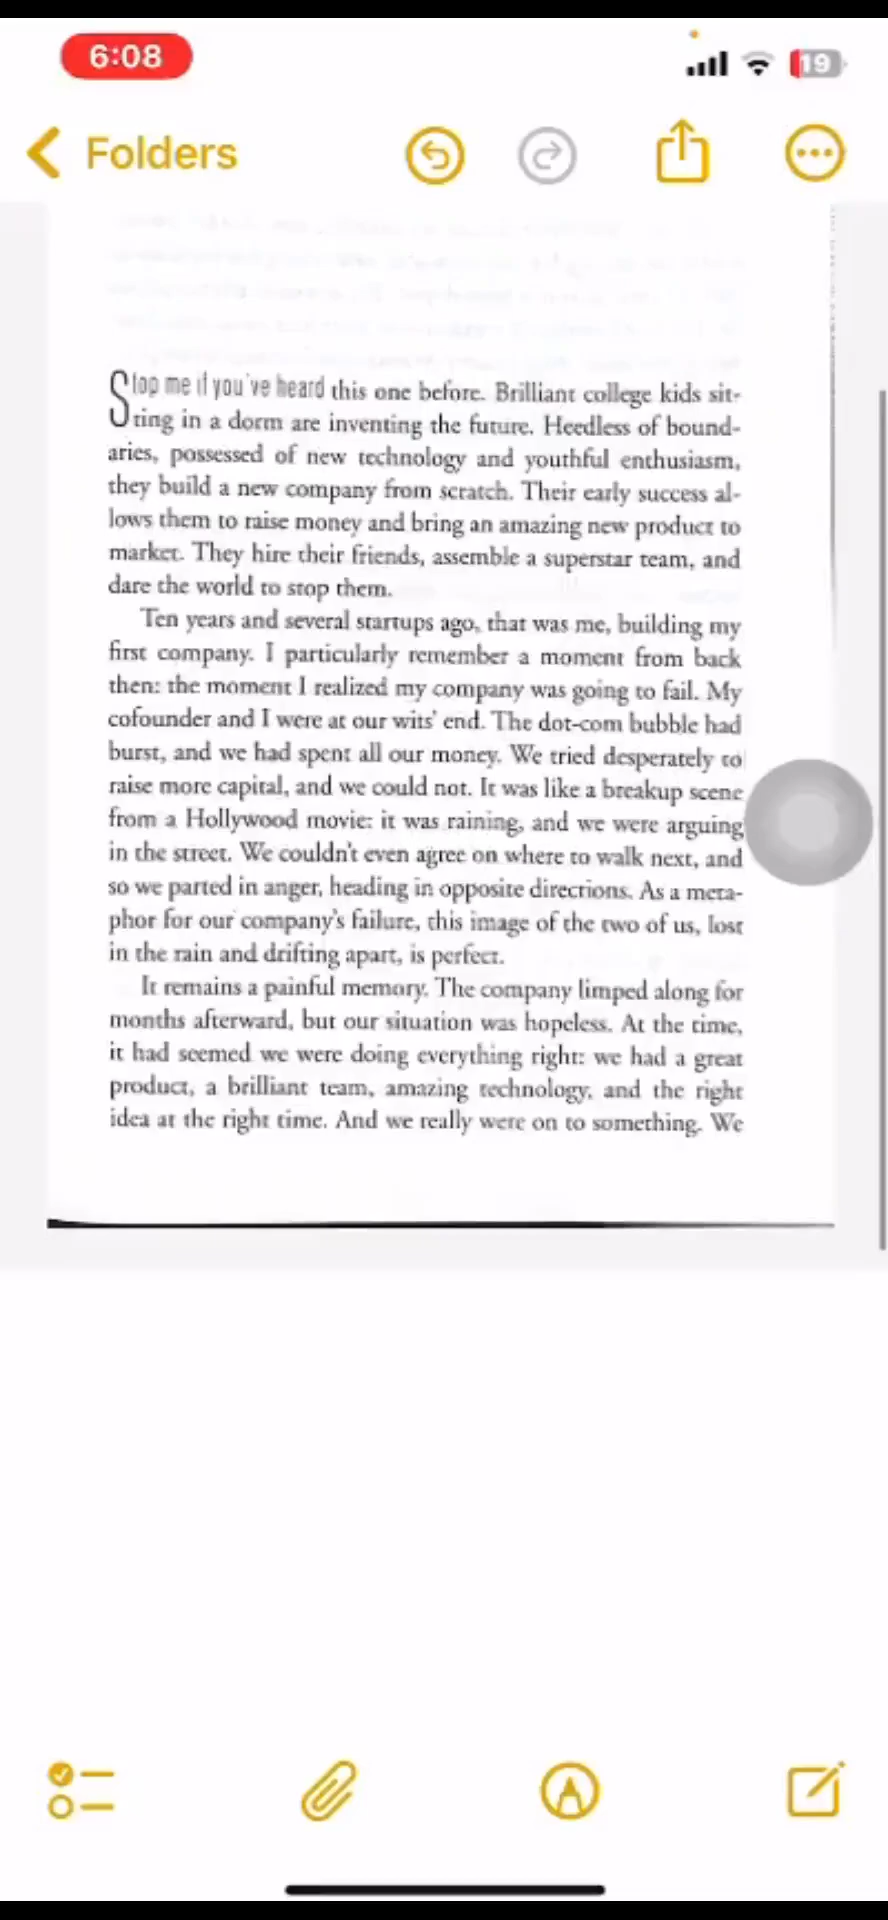 6:08
19
Folders
Stop me if you've heard this one before. Brilliant college kids sit-
ting in a dorm are inventing the future. Heedless of bound-
aries, possessed of new technology and youthful enthusiasm,
they build a new company from scratch. Their early success al-
lows them to raise money and bring an amazing new product to
market. They hire their friends, assemble a superstar team, and
dare the world to stop them.
Ten years and several startups ago, that was me, building my
first company. I particularly remember a moment from back
then: the moment I realized my company was going to fail. My
cofounder and I were at our wits' end. The dot-com bubble had
burst, and we had spent all our money. We tried desperately to
raise more capital, and we could not. It was like a breakup scene
from a Hollywood movie: it was raining, and we were arguing
in the street. We couldn't even agree on where to walk next, and
so we parted in anger, heading in opposite directions. As a meta-
phor for our company's failure, this image of the two of us, lost
in the rain and drifting apart, is perfect.
It remains a painful memory. The company limped along for
months afterward, but our situation was hopeless. At the time,
it had seemed we were doing everything right: we had a great
product, a brilliant team, amazing technology, and the right
idea at the right time. And we really were on to something. We